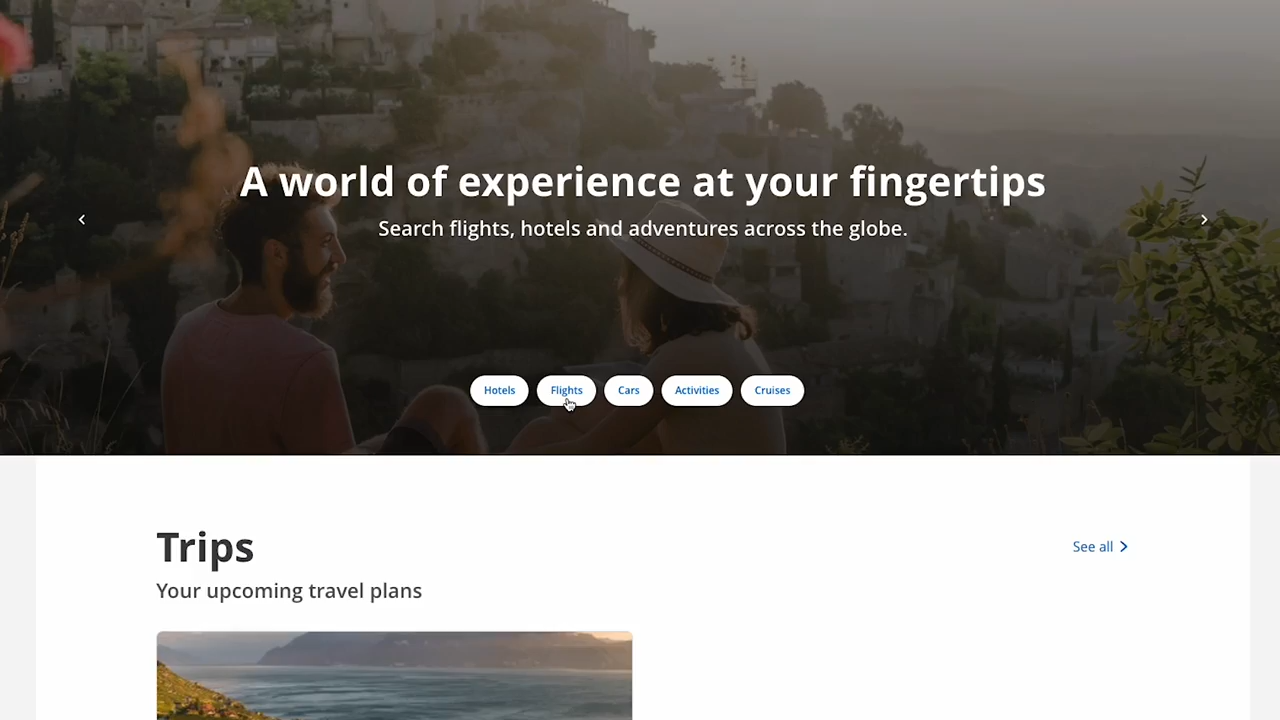 A world of experience at your fingertips
Search flights, hotels and adventures across the globe.
Hotels Flights Cars Activities Cruises
Trips
See all
Your upcoming travel plans